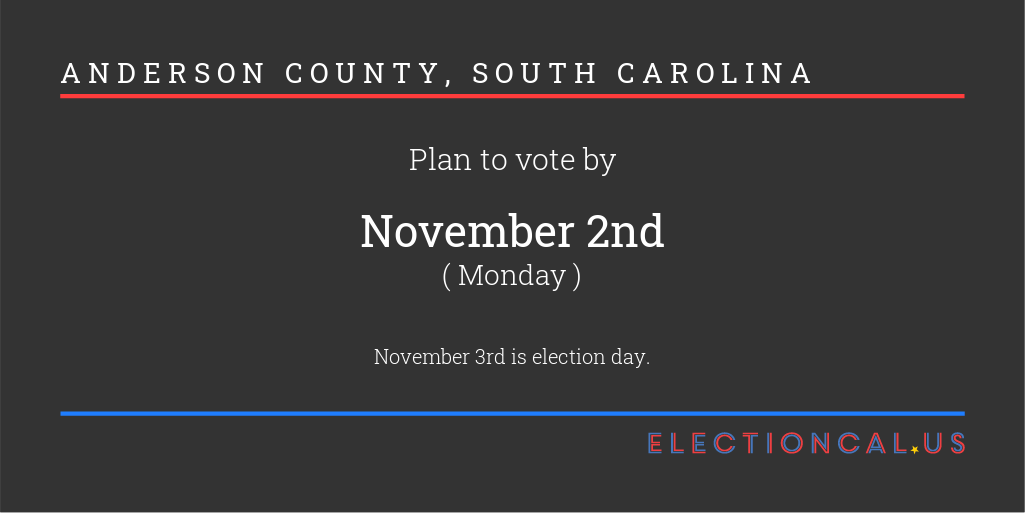 ANDERSON COUNTY, SOUTH CAROLINA
Plan to vote by
November 2nd
( Monday )
November 3rd is election day.
ELECTIONCAL.US